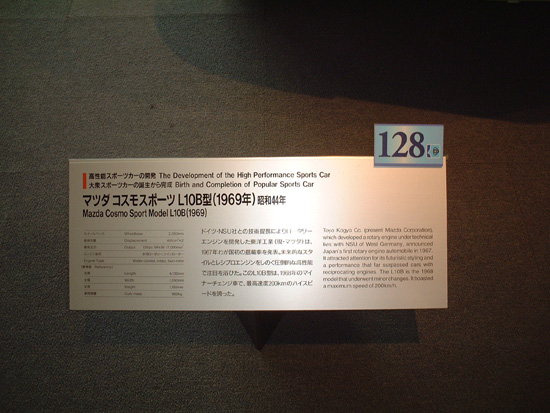 128
高性能スポーツカーの開発 The Development of the High Performance Sports Car
大衆スポーツカーの誕生から完成 Birth and Completion of Popular Sports Car
マツダ コスモスポーツ L10B型(1969年) 昭和44年
Mazda Cosmo Sport Model L10B(1969)
ドイツ・NSU社との技術提携によりロータリー
エンジンを開発した東洋工業(現・マツダ)は、
1967年わが国初の搭載車を発表。未来的なスタ
イルとレシプロエンジンをしのぐ圧倒的な高性能
で注目を浴びた。このL10B型は、1968年のマイ
ナーチェンジ車で、最高速度200kmのハイスピ
ードを誇った。
Toyo Kogyo Co. (present Mazda Corporation),
which developed a rotary engine under technical
ties with NSU of West Germany, announced
Japan's first rotary engine automobile in 1967.
It attracted attention for its futuristic styling and
a performance that far surpassed cars with
reciprocating engines. The L10B is the 1968
model that underwent minor changes. It boasted
a maximum speed of 200km/h.